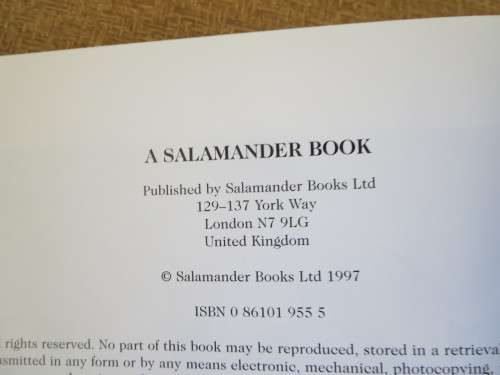 A SALAMANDER BOOK
Published by Salamander Books Ltd
129–137 York Way
London N7 9LG
United Kingdom
© Salamander Books Ltd 1997
ISBN 0 86101 955 5
rights reserved. No part of this book may be reproduced, stored in a retrieva
nsmitted in any form or by any means electronic, mechanical, photocopying,